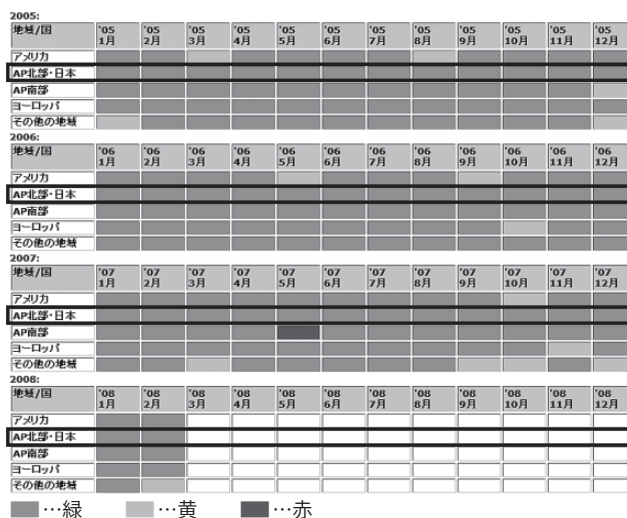 2005:
地域/国 '05 1月 '05 2月 '05 3月 '05 4月 '05 5月 '05 6月 '05 7月 '05 8月 '05 9月 '05 10月 '05 11月 '05 12月
アメリカ
AP北部・日本
AP南部
ヨーロッパ
その他の地域
2006:
地域/国 '06 1月 '06 2月 '06 3月 '06 4月 '06 5月 '06 6月 '06 7月 '06 8月 '06 9月 '06 10月 '06 11月 '06 12月
アメリカ
AP北部・日本
AP南部
ヨーロッパ
その他の地域
2007:
地域/国 '07 1月 '07 2月 '07 3月 '07 4月 '07 5月 '07 6月 '07 7月 '07 8月 '07 9月 '07 10月 '07 11月 '07 12月
アメリカ
AP北部・日本
AP南部
ヨーロッパ
その他の地域
2008:
地域/国 '08 1月 '08 2月 '08 3月 '08 4月 '08 5月 '08 6月 '08 7月 '08 8月 '08 9月 '08 10月 '08 11月 '08 12月
アメリカ
AP北部・日本
AP南部
ヨーロッパ
その他の地域
…緑 …黄 …赤